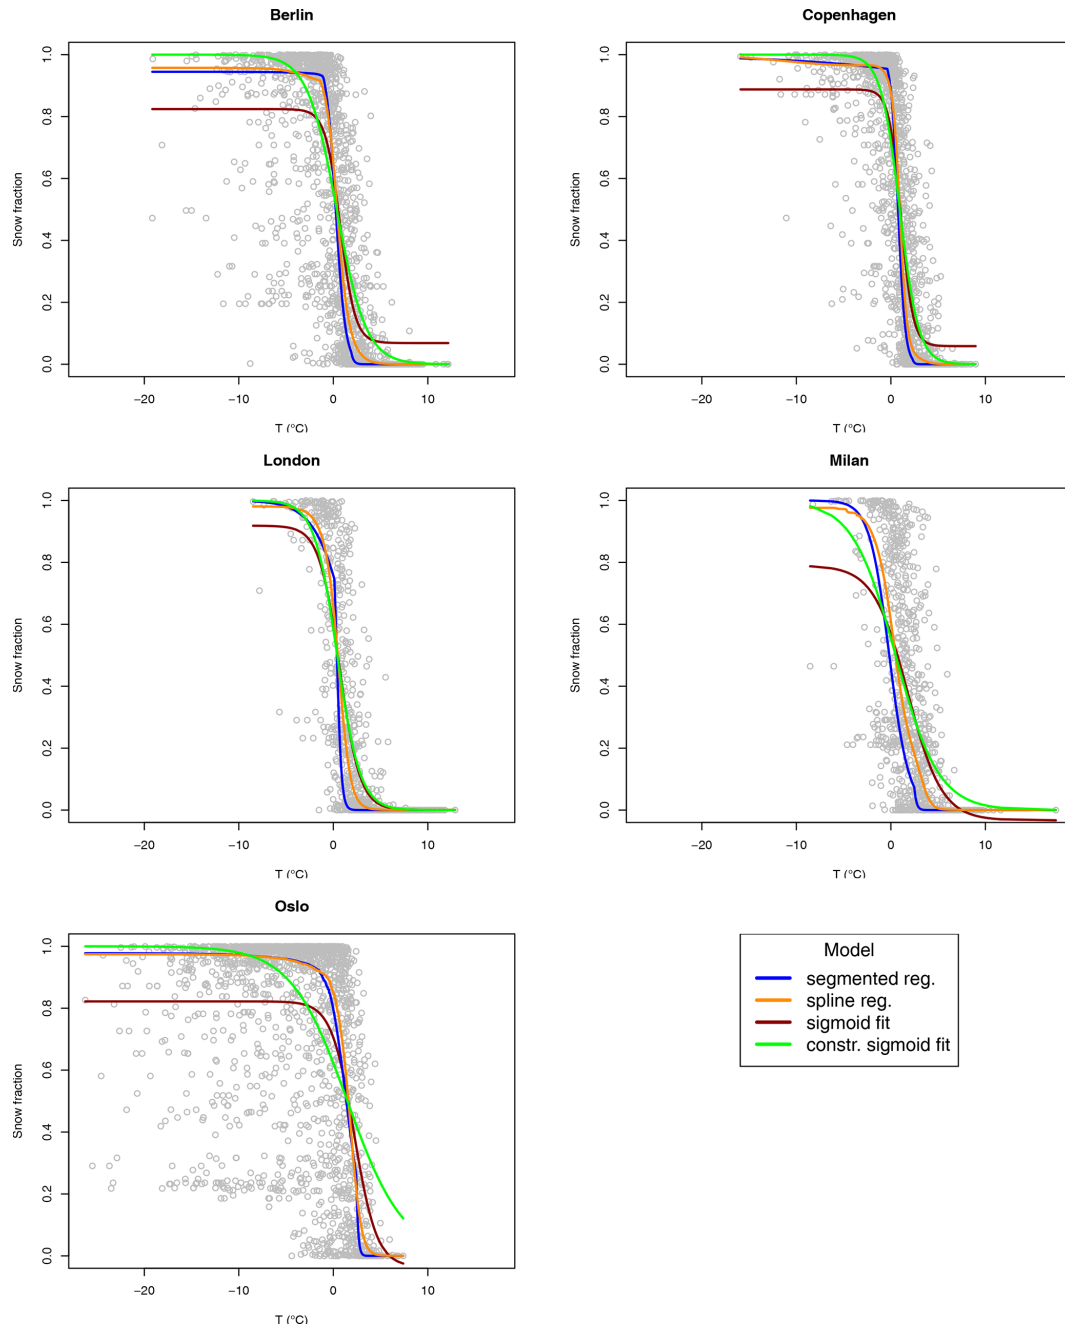 Berlin
Snow fraction
1.0
0.8
0.6
0.4
0.2
0.0
−20 −10 0 10
T (°C)
Copenhagen
Snow fraction
1.0
0.8
0.6
0.4
0.2
0.0
−20 −10 0 10
T (°C)
London
Snow fraction
1.0
0.8
0.6
0.4
0.2
0.0
−20 −10 0 10
T (°C)
Milan
Snow fraction
1.0
0.8
0.6
0.4
0.2
0.0
−20 −10 0 10
T (°C)
Oslo
Snow fraction
1.0
0.8
0.6
0.4
0.2
0.0
−20 −10 0 10
T (°C)
Model
segmented reg.
spline reg.
sigmoid fit
constr. sigmoid fit